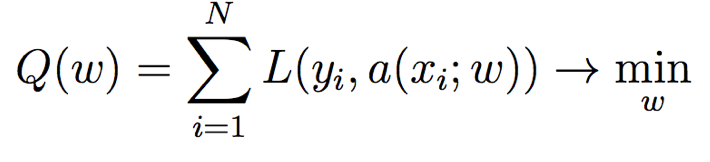 Q(w) = \sum_{i=1}^{N} L(y_i, a(x_i; w)) \to \min_{w}